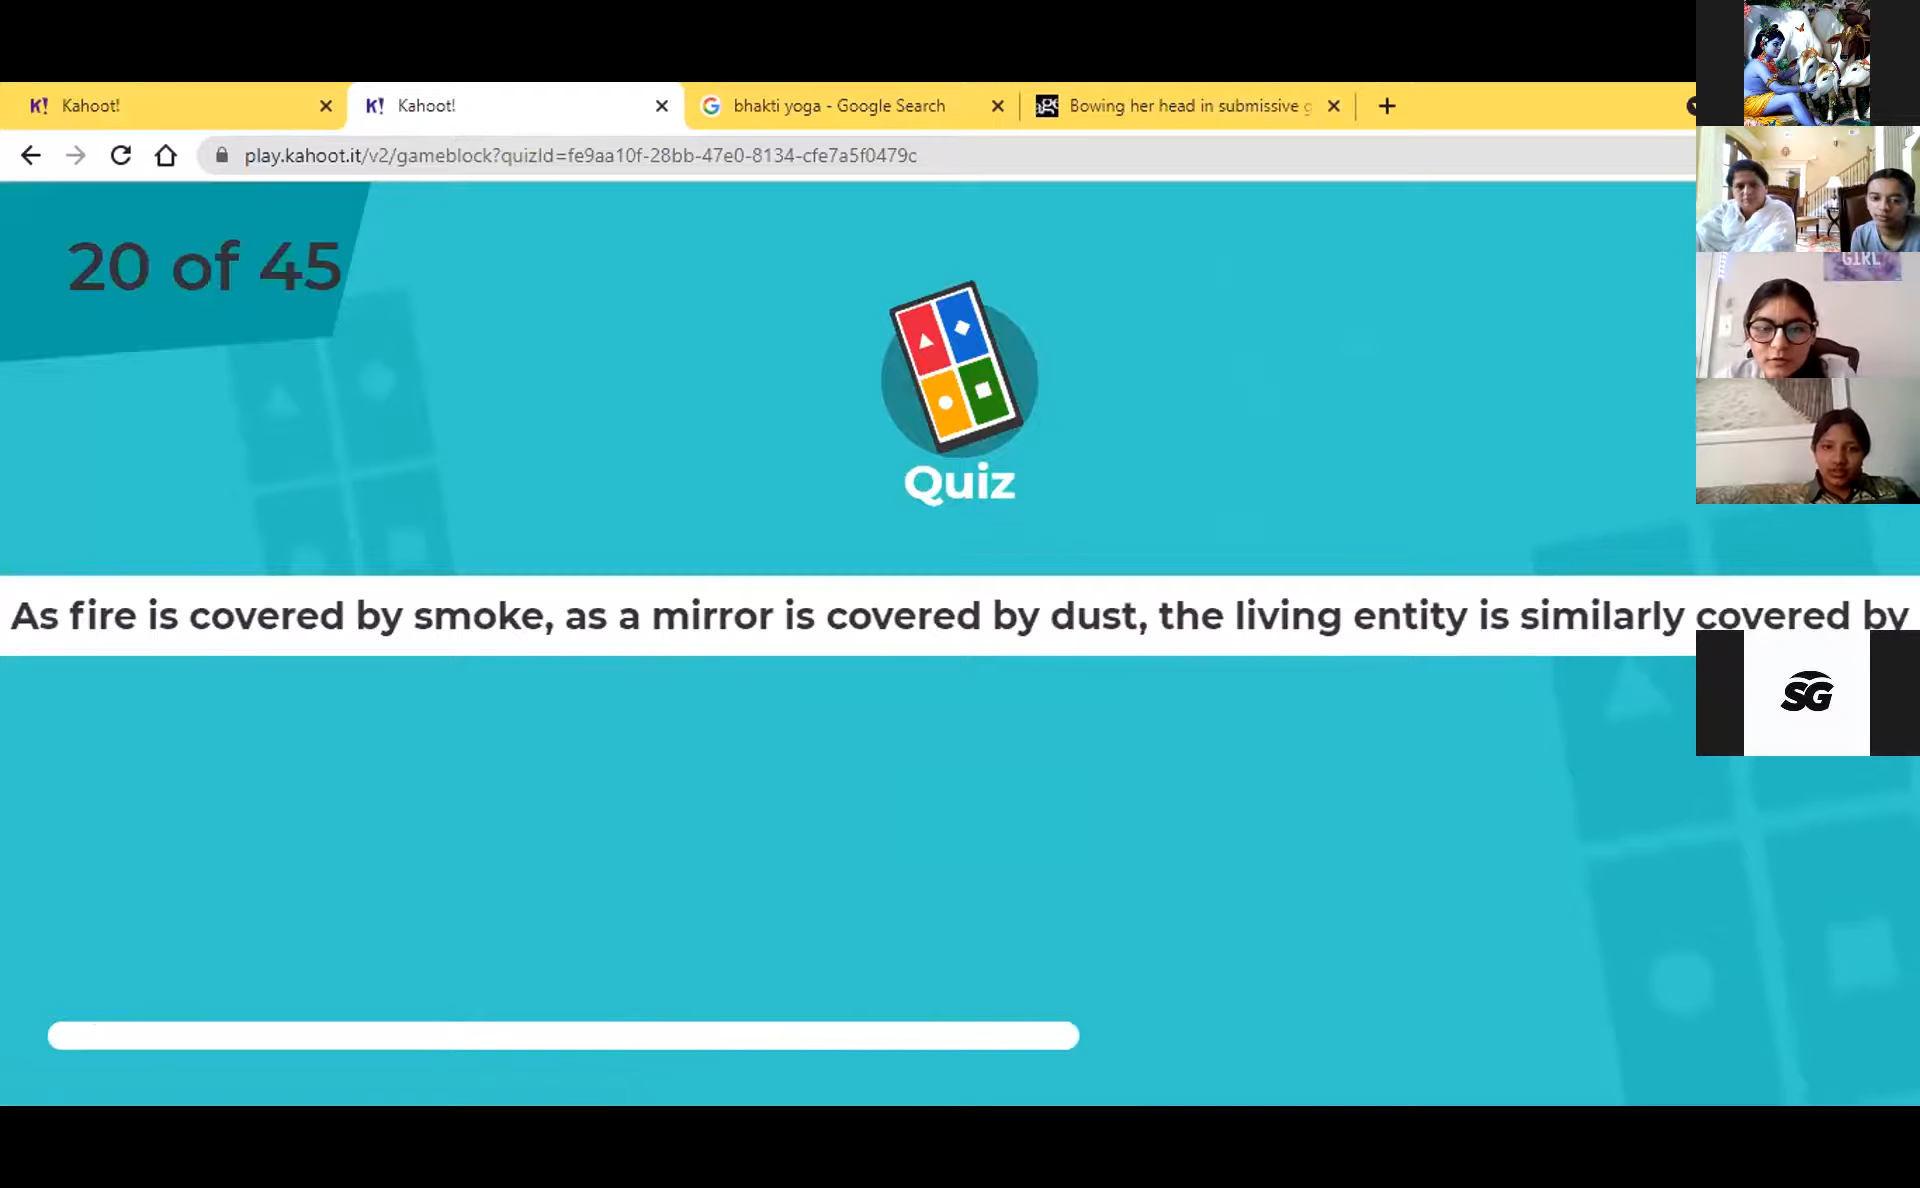 Kahoot!
Kahoot!
bhakti yoga - Google Search
Bowing her head in submissive g
play.kahoot.it/v2/gameblock?quizId=fe9aa10f-28bb-47e0-8134-cfe7a5f0479c
20 of 45
GIRL
Quiz
As fire is covered by smoke, as a mirror is covered by dust, the living entity is similarly covered by
SG